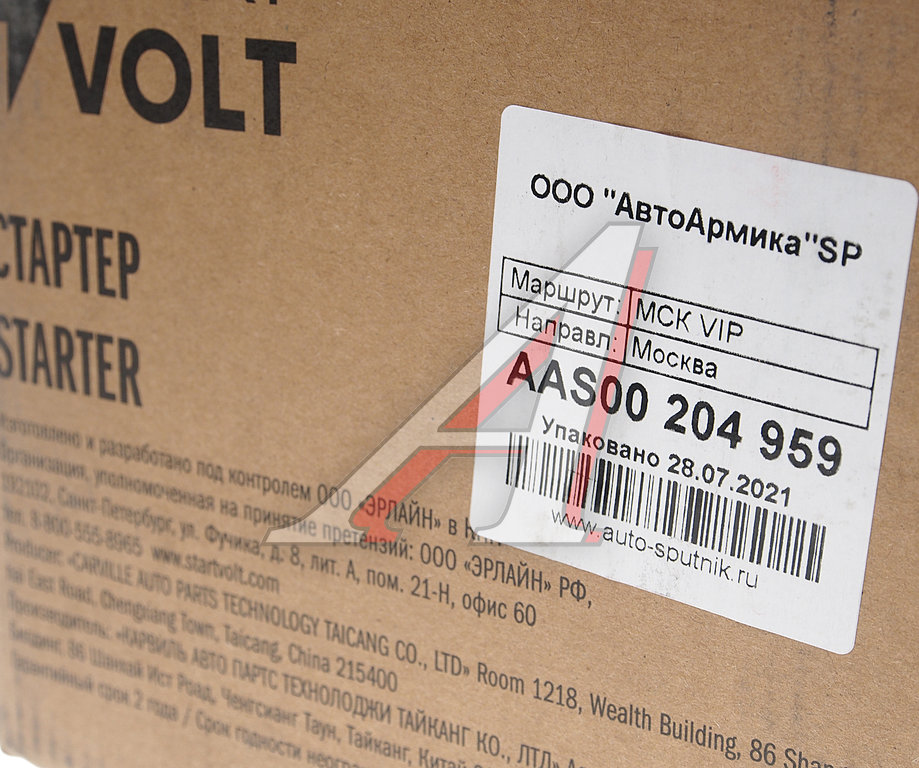 VOLT
СТАРТЕР
STARTER
ООО "АвтоАрмика"SP
Маршрут: МСК VIP
Направл: Москва
AAS00 204 959
Упаковано 28.07.2021
www.auto-sputnik.ru
Изготовлено и разработано под контролем ООО «ЭРЛАЙН» в
Организация, уполномоченная на принятие претензий: ООО «ЭРЛАЙН» РФ,
192102, Санкт-Петербург, ул. Фучика, д. 8, лит. А, пом. 21-Н, офис 60
тел. 8-800-555-8965 www.startvolt.com
Producer: «CARVILLE AUTO PARTS TECHNOLOGY TAICANG CO., LTD» Room 1218, Wealth Building, 86
East Road, Chengxiang Town, Taicang, China 215400
Производитель: «КАРВИЛЬ АВТО ПАРТС ТЕХНОЛОДЖИ ТАЙКАНГ КО., ЛТД»
Билдинг, 86 Шанхай Ист Роад, Ченгсианг Таун, Тайканг, Китай
Гарантийный срок 2 года / Срок годности